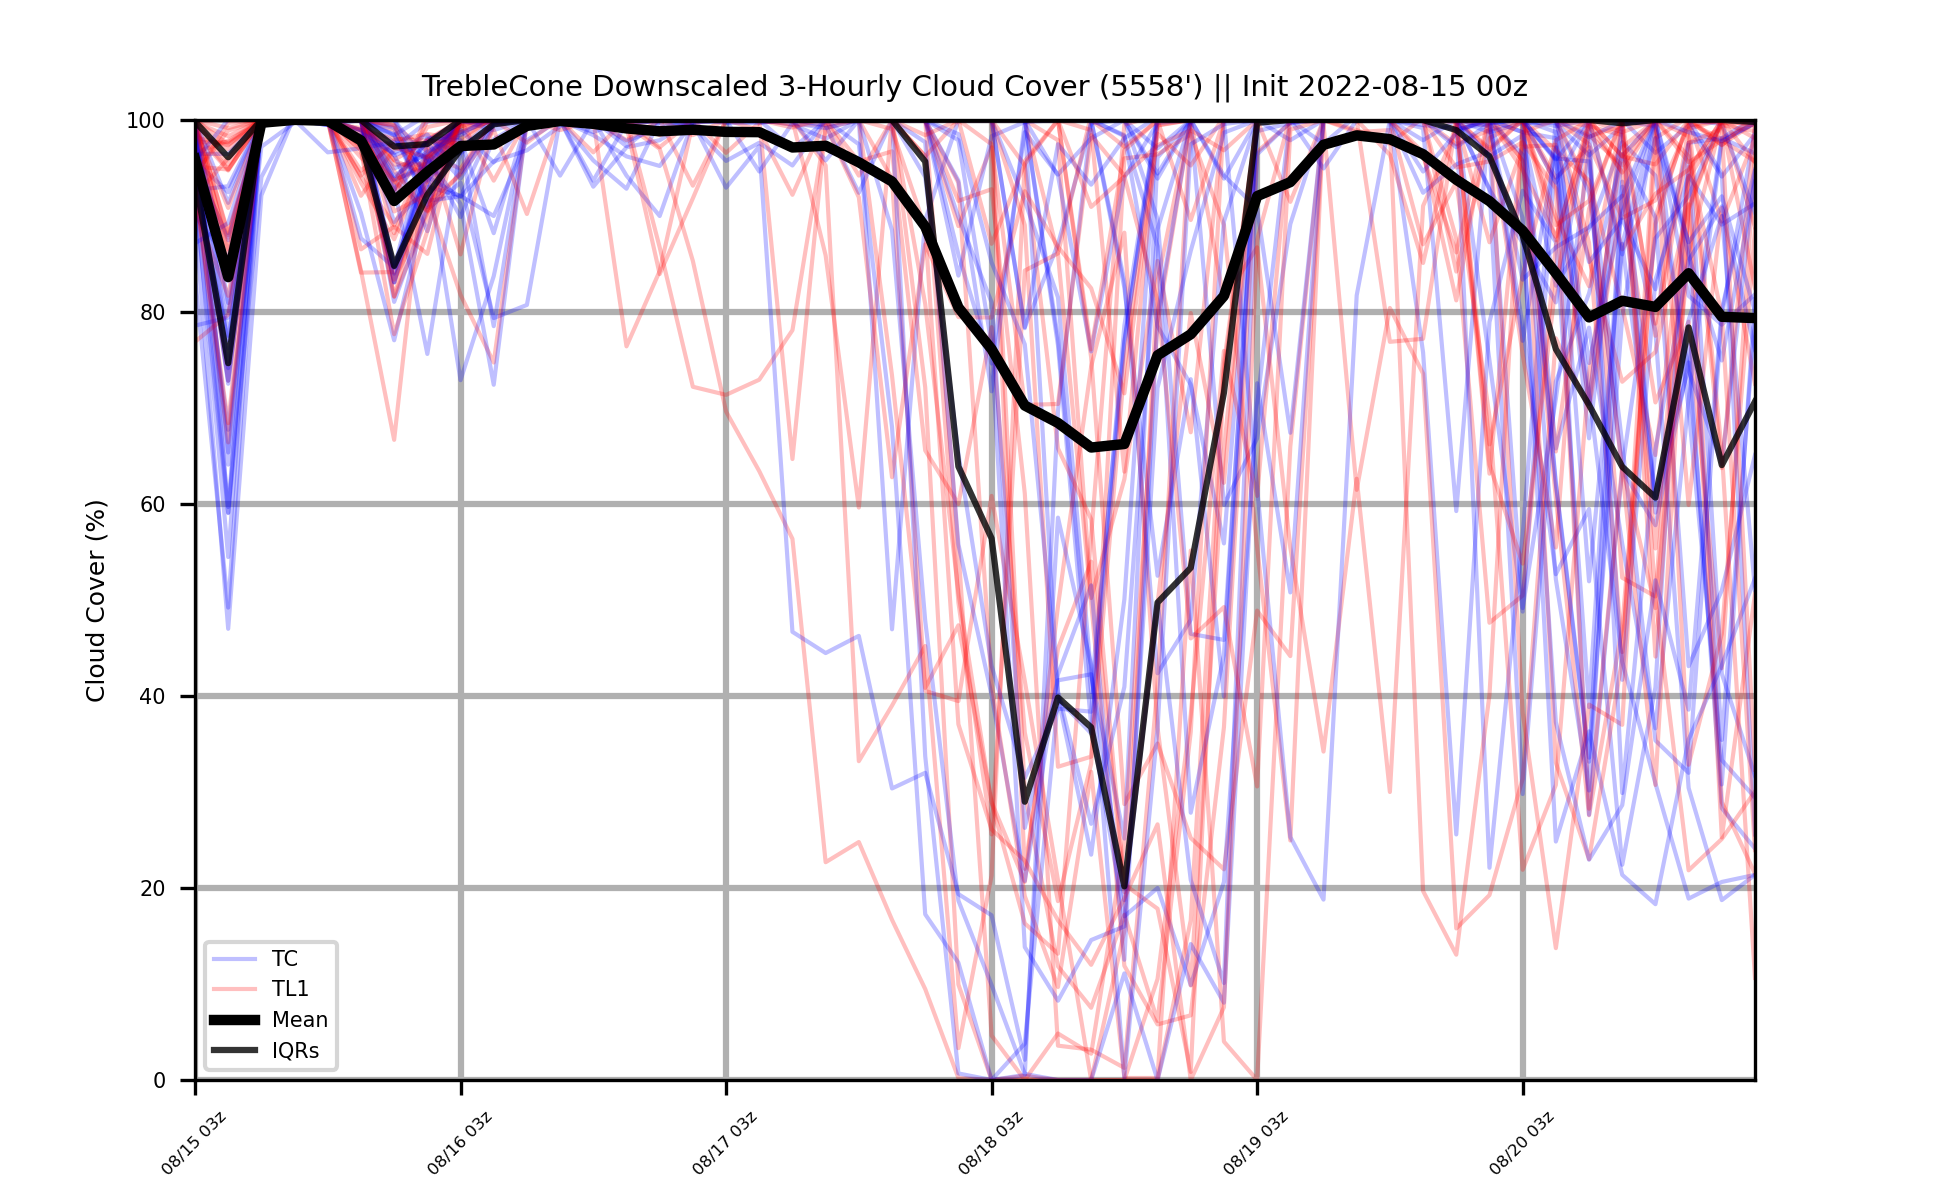 TrebleCone Downscaled 3-Hourly Cloud Cover (5558') || Init 2022-08-15 00z
Cloud Cover (%)
100
80
60
40
20
0
TC
TL1
Mean
IQRs
08/15 03z
08/16 03z
08/17 03z
08/18 03z
08/19 03z
08/20 03z